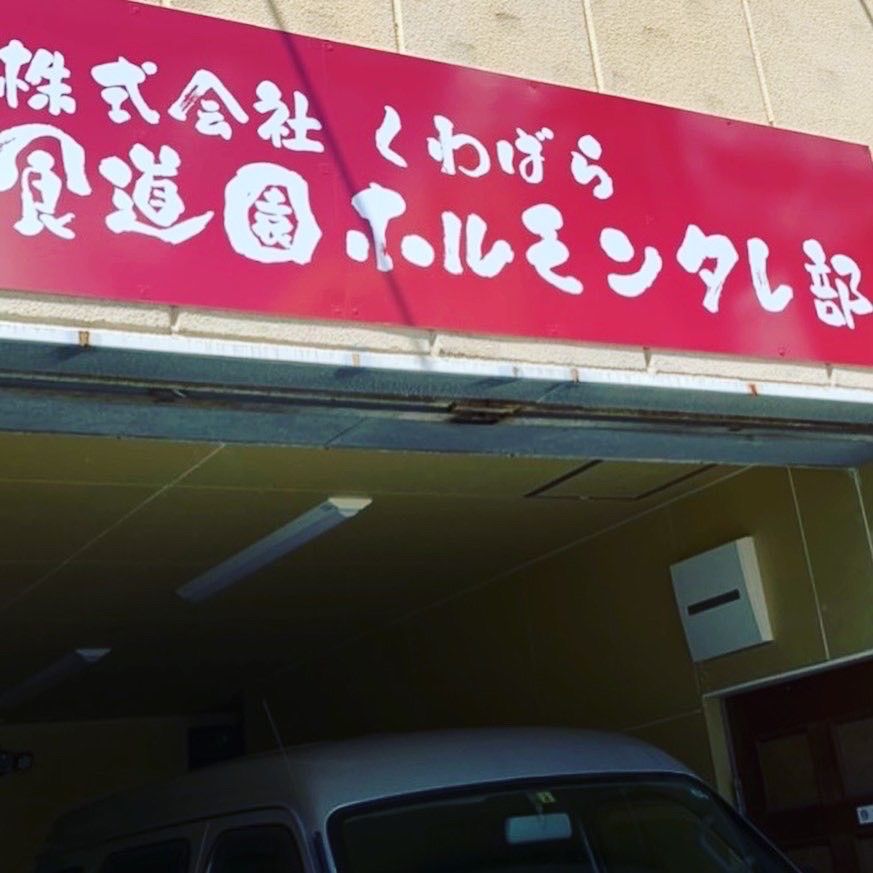 株式会社 くわばら
食道園ホルモンタレ部